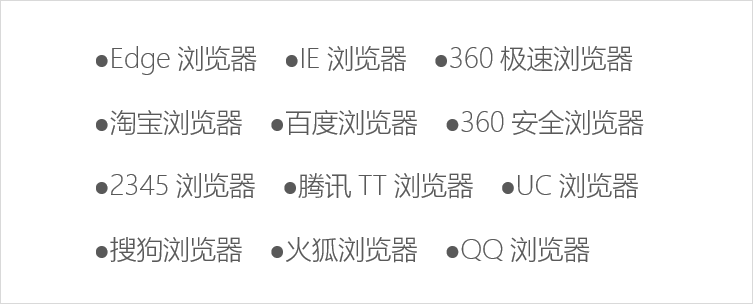 ●Edge 浏览器 ●IE 浏览器 ●360 极速浏览器
●淘宝浏览器 ●百度浏览器 ●360 安全浏览器
●2345 浏览器 ●腾讯 TT 浏览器 ●UC 浏览器
●搜狗浏览器 ●火狐浏览器 ●QQ 浏览器